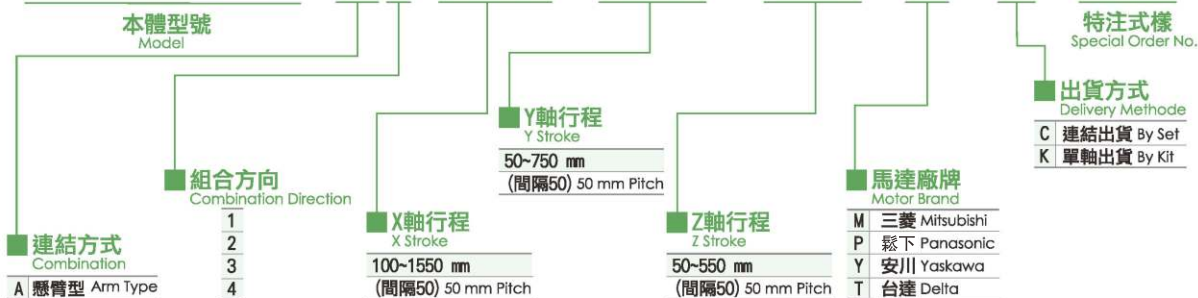 本體型號
Model
特注式樣
Special Order No.
出貨方式
Delivery Methode
C 連結出貨 By Set
K 單軸出貨 By Kit
Y軸行程
Y Stroke
50~750 mm
(間隔50) 50 mm Pitch
組合方向
Combination Direction
1
2
3
4
馬達廠牌
Motor Brand
M 三菱 Mitsubishi
P 鬆下 Panasonic
Y 安川 Yaskawa
T 台達 Delta
X軸行程
X Stroke
100~1550 mm
(間隔50) 50 mm Pitch
Z軸行程
Z Stroke
50~550 mm
(間隔50) 50 mm Pitch
連結方式
Combination
A 懸臂型 Arm Type